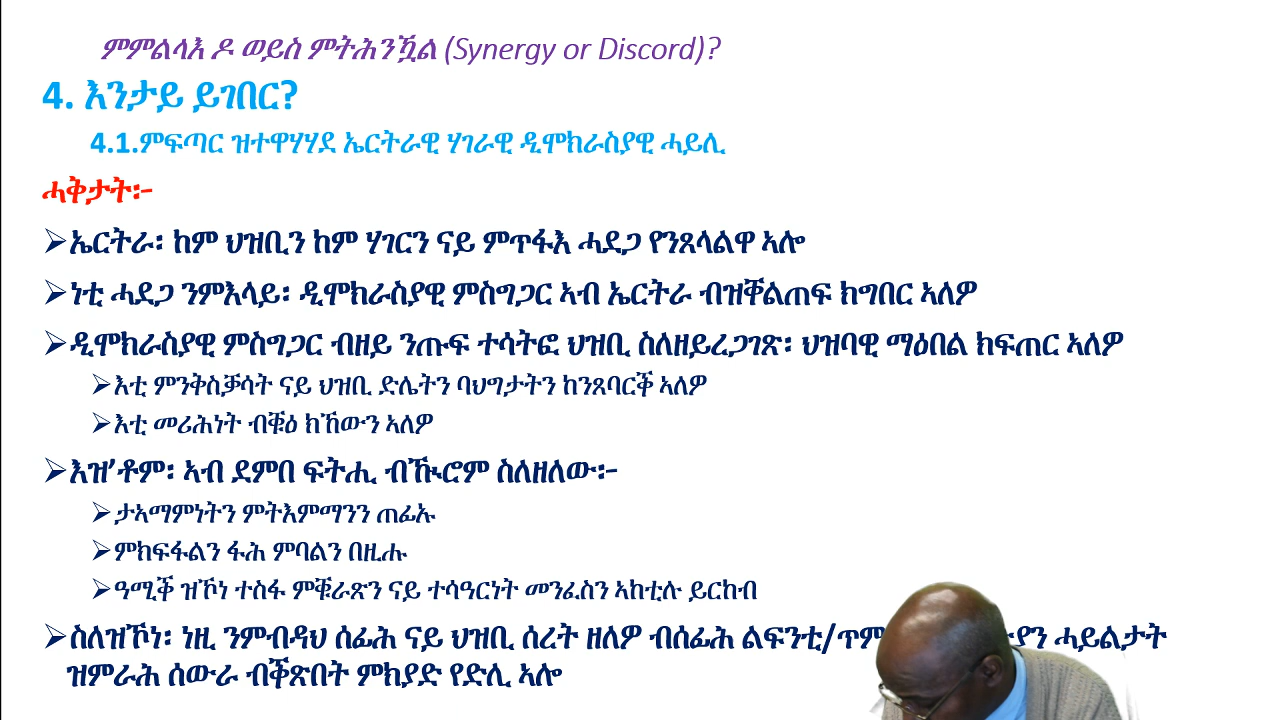 ምምልላእ ዶ ወይስ ምትሕንኳል (Synergy or Discord)?
4. እንታይ ይገበር?
4.1.ምፍጣር ዝተዋሃሃደ ኤርትራዊ ሃገራዊ ዲሞክራስያዊ ሓይሊ
ሓቅታት፦
➢ኤርትራ፡ ከም ህዝቢን ከም ሃገርን ናይ ምጥፋእ ሓደጋ የንጸላልዋ ኣሎ
➢ነቲ ሓደጋ ንምእላይ፡ ዲሞክራስያዊ ምስግጋር ኣብ ኤርትራ ብዝቐልጠፍ ክግበር ኣለዎ
➢ዲሞክራስያዊ ምስግጋር ብዘይ ንጡፍ ተሳትፎ ህዝቢ ስለዘይረጋገጽ፡ ህዝባዊ ማዕበል ክፍጠር ኣለዎ
➢እቲ ምንቅስቓሳት ናይ ህዝቢ ድሌትን ባህግታትን ከንጸባርቕ ኣለዎ
➢እቲ መሪሕነት ብቑዕ ክኸውን ኣለዎ
➢እዝ'ቶም፡ ኣብ ደምበ ፍትሒ ብኹሮም ስለዘለው፦
➢ታኣማምነትን ምትእምማንን ጠፊኡ
➢ምክፍፋልን ፋሕ ምባልን በዚሑ
➢ዓሚቕ ዝኾነ ተስፋ ምቑራጽን ናይ ተሳዓርነት መንፈስን ኣከቲሉ ይርከብ
➢ስለዝኾነ፡ ነዚ ንምብዳህ ሰፊሕ ናይ ህዝቢ ሰረት ዘለዎ ብሰፊሕ ልፍንቲ/ጥም ሓይልታት
ዝምራሕ ሰውራ ብቕጽበት ምክያድ የድሊ ኣሎ